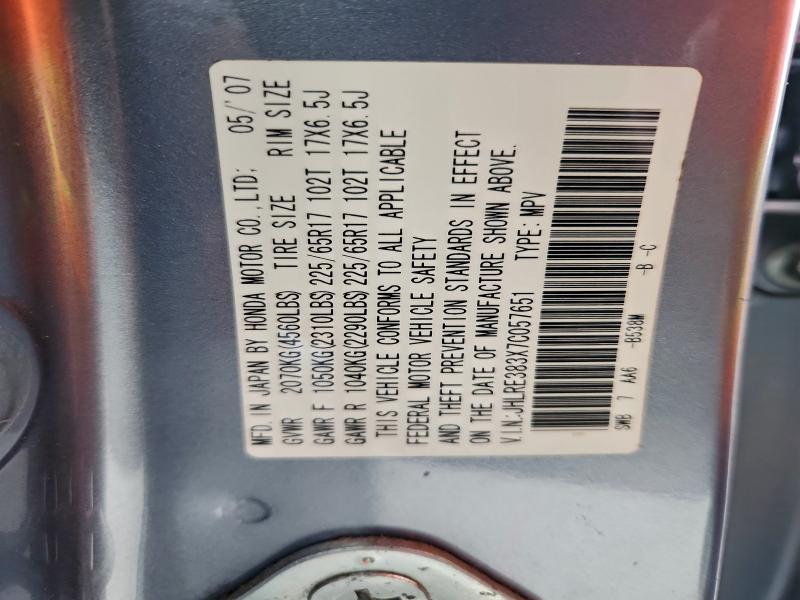 MFD. IN JAPAN BY HONDA MOTOR CO., LTD; 05/'07
GVWR 2070KG(4560LBS) TIRE SIZE RIM SIZE
GAWR F 1050KG(2310LBS)225/65R17 102T 17X6.5J
GAWR R 1040KG(2290LBS)225/65R17 102T 17X6.5J
THIS VEHICLE CONFORMS TO ALL APPLICABLE
FEDERAL MOTOR VEHICLE SAFETY
AND THEFT PREVENTION STANDARDS IN EFFECT
ON THE DATE OF MANUFACTURE SHOWN ABOVE.
V.I.N.:JHLRE383X7C057651 TYPE: MPV
SWB 7 AA6 -B538M -B -C